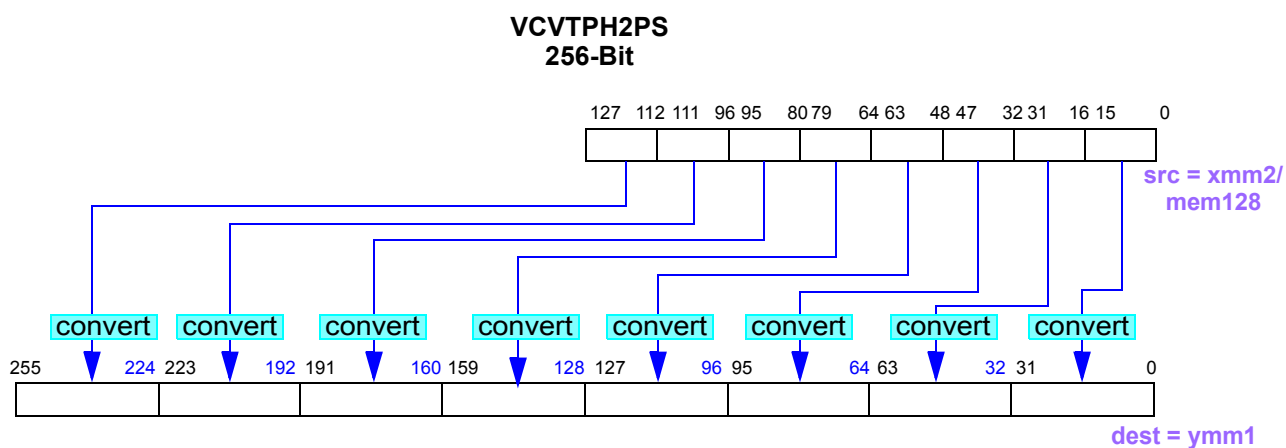 VCVTPH2PS
256-Bit
127 112 111 96 95 80 79 64 63 48 47 32 31 16 15 0
src = xmm2/
mem128
convert convert convert convert convert convert convert convert
255 224 223 192 191 160 159 128 127 96 95 64 63 32 31 0
dest = ymm1